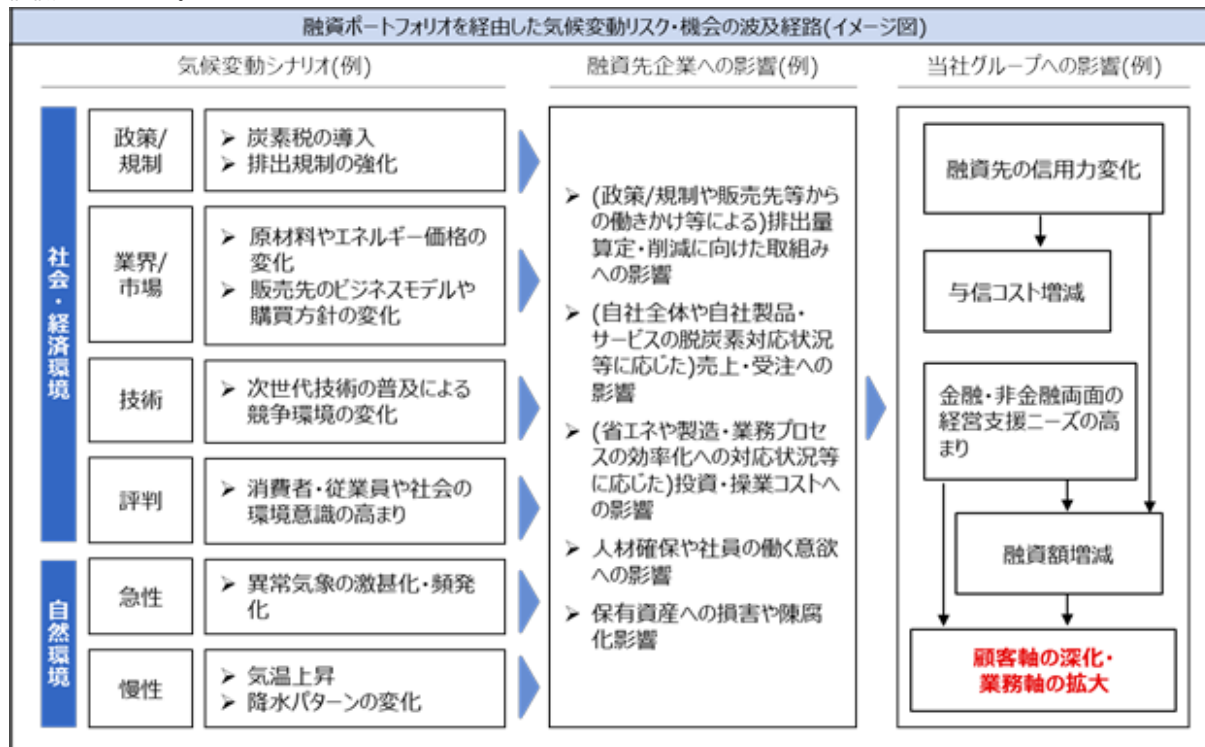 融資ポートフォリオを経由した気候変動リスク・機会の波及経路(イメージ図)
気候変動シナリオ(例)
融資先企業への影響(例)
当社グループへの影響(例)
社会・経済環境
政策/
規制
➢ 炭素税の導入
➢ 排出規制の強化
業界/
市場
➢ 原材料やエネルギー価格の
変化
➢ 販売先のビジネスモデルや
購買方針の変化
技術
➢ 次世代技術の普及による
競争環境の変化
評判
➢ 消費者・従業員や社会の
環境意識の高まり
自然環境
急性
➢ 異常気象の激甚化・頻発
化
慢性
➢ 気温上昇
➢ 降水パターンの変化
➢ (政策/規制や販売先等から
の働きかけ等による)排出量
算定・削減に向けた取組み
への影響
➢ (自社全体や自社製品・
サービスの脱炭素対応状況
等に応じた)売上・受注への
影響
➢ (省エネや製造・業務プロセ
スの効率化への対応状況等
に応じた)投資・操業コストへ
の影響
➢ 人材確保や社員の働く意欲
への影響
➢ 保有資産への損害や陳腐
化影響
融資先の信用力変化
与信コスト増減
金融・非金融両面の
経営支援ニーズの高
まり
融資額増減
顧客軸の深化・
業務軸の拡大